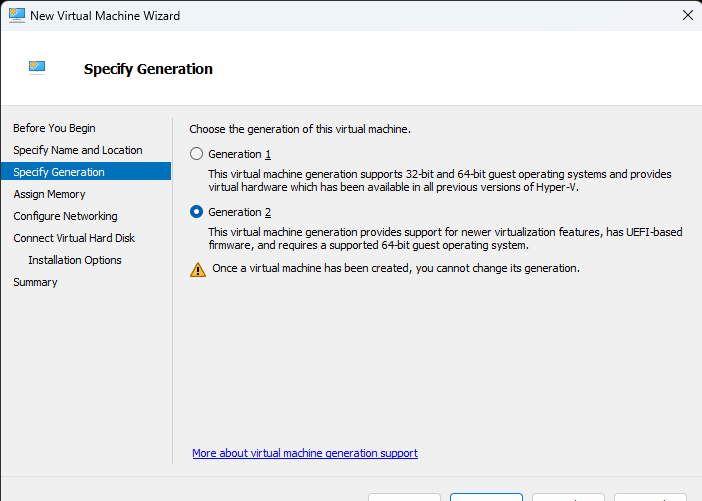 New Virtual Machine Wizard
Specify Generation
Before You Begin
Specify Name and Location
Specify Generation
Assign Memory
Configure Networking
Connect Virtual Hard Disk
Installation Options
Summary
Choose the generation of this virtual machine.
Generation 1
This virtual machine generation supports 32-bit and 64-bit guest operating systems and provides
virtual hardware which has been available in all previous versions of Hyper-V.
Generation 2
This virtual machine generation provides support for newer virtualization features, has UEFI-based
firmware, and requires a supported 64-bit guest operating system.
Once a virtual machine has been created, you cannot change its generation.
More about virtual machine generation support